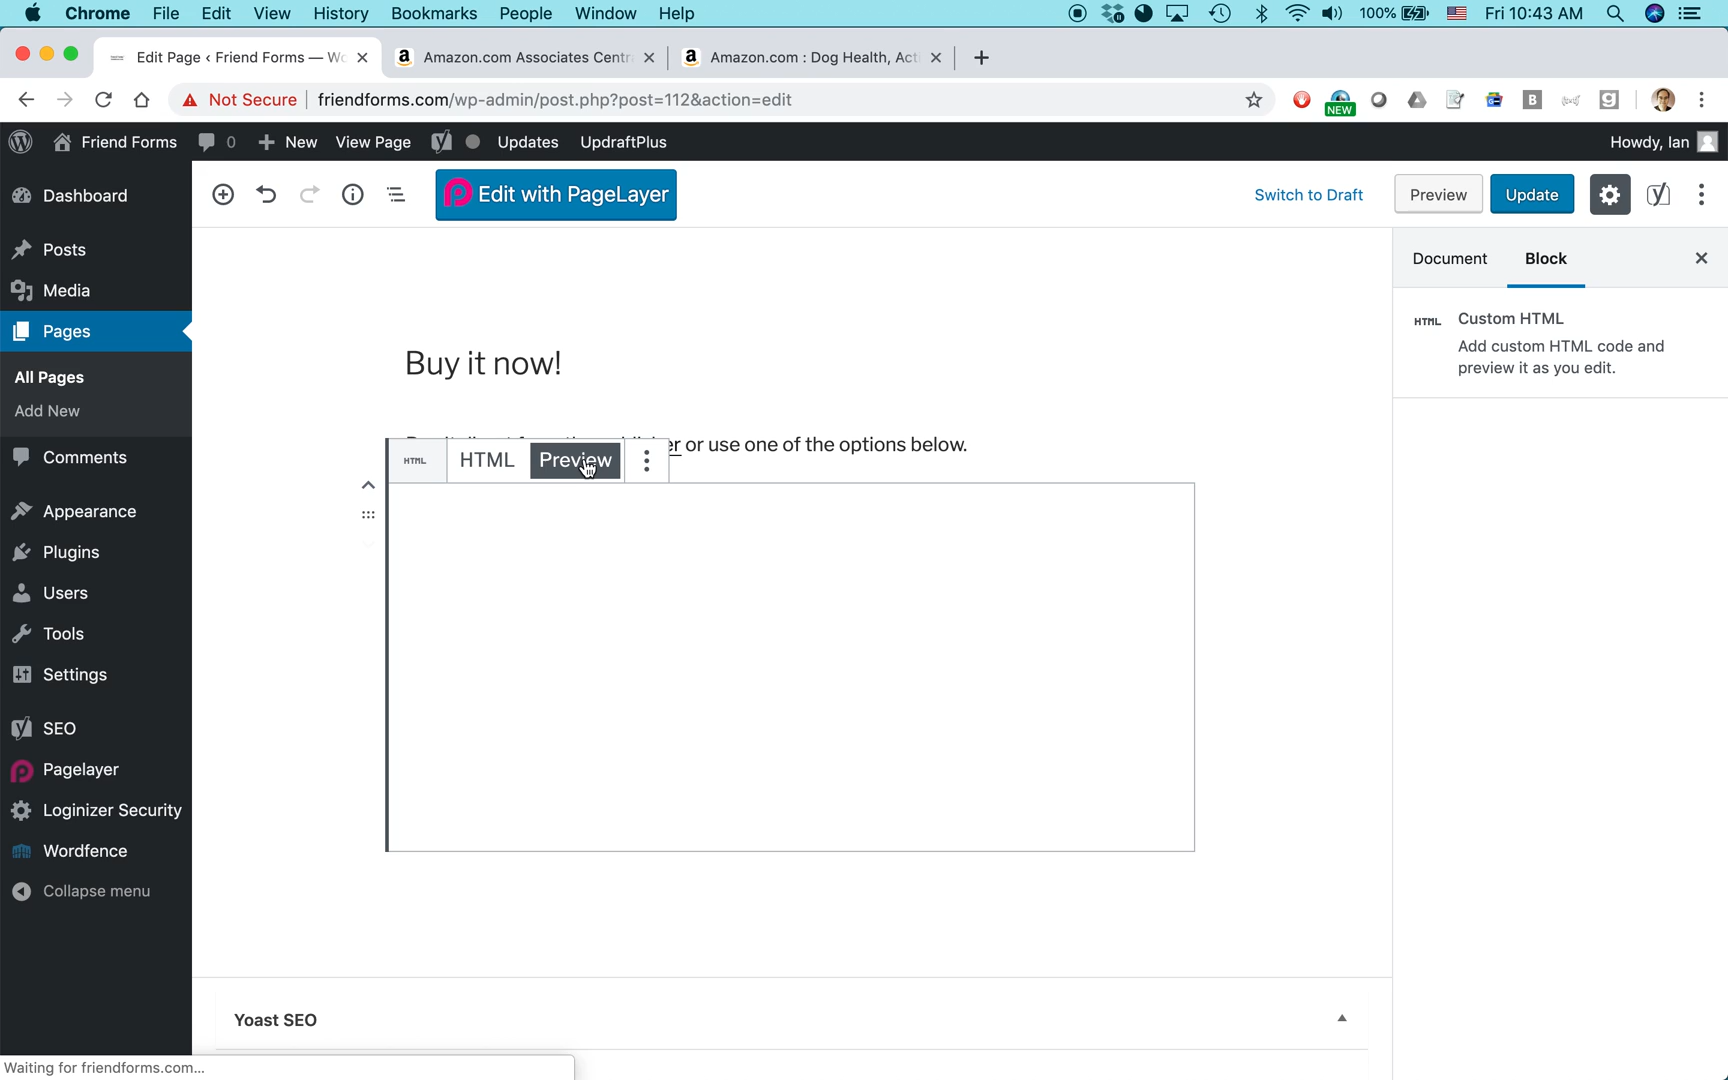 Chrome File Edit View History Bookmarks People Window Help 100% Fri 10:43 AM
Edit Page ‹ Friend Forms — Wo
Amazon.com Associates Centr
Amazon.com : Dog Health, Acti
Not Secure friendforms.com/wp-admin/post.php?post=112&action=edit
NEW
B
g
Friend Forms 0 New View Page Updates UpdraftPlus Howdy, Ian
Dashboard
Posts
Media
Pages
All Pages
Add New
Comments
Appearance
Plugins
Users
Tools
Settings
SEO
Pagelayer
Loginizer Security
Wordfence
Collapse menu
Edit with PageLayer
Switch to Draft Preview Update
Document Block
HTML Custom HTML
Add custom HTML code and
preview it as you edit.
Buy it now!
er or use one of the options below.
HTML HTML Preview
Yoast SEO
Waiting for friendforms.com...